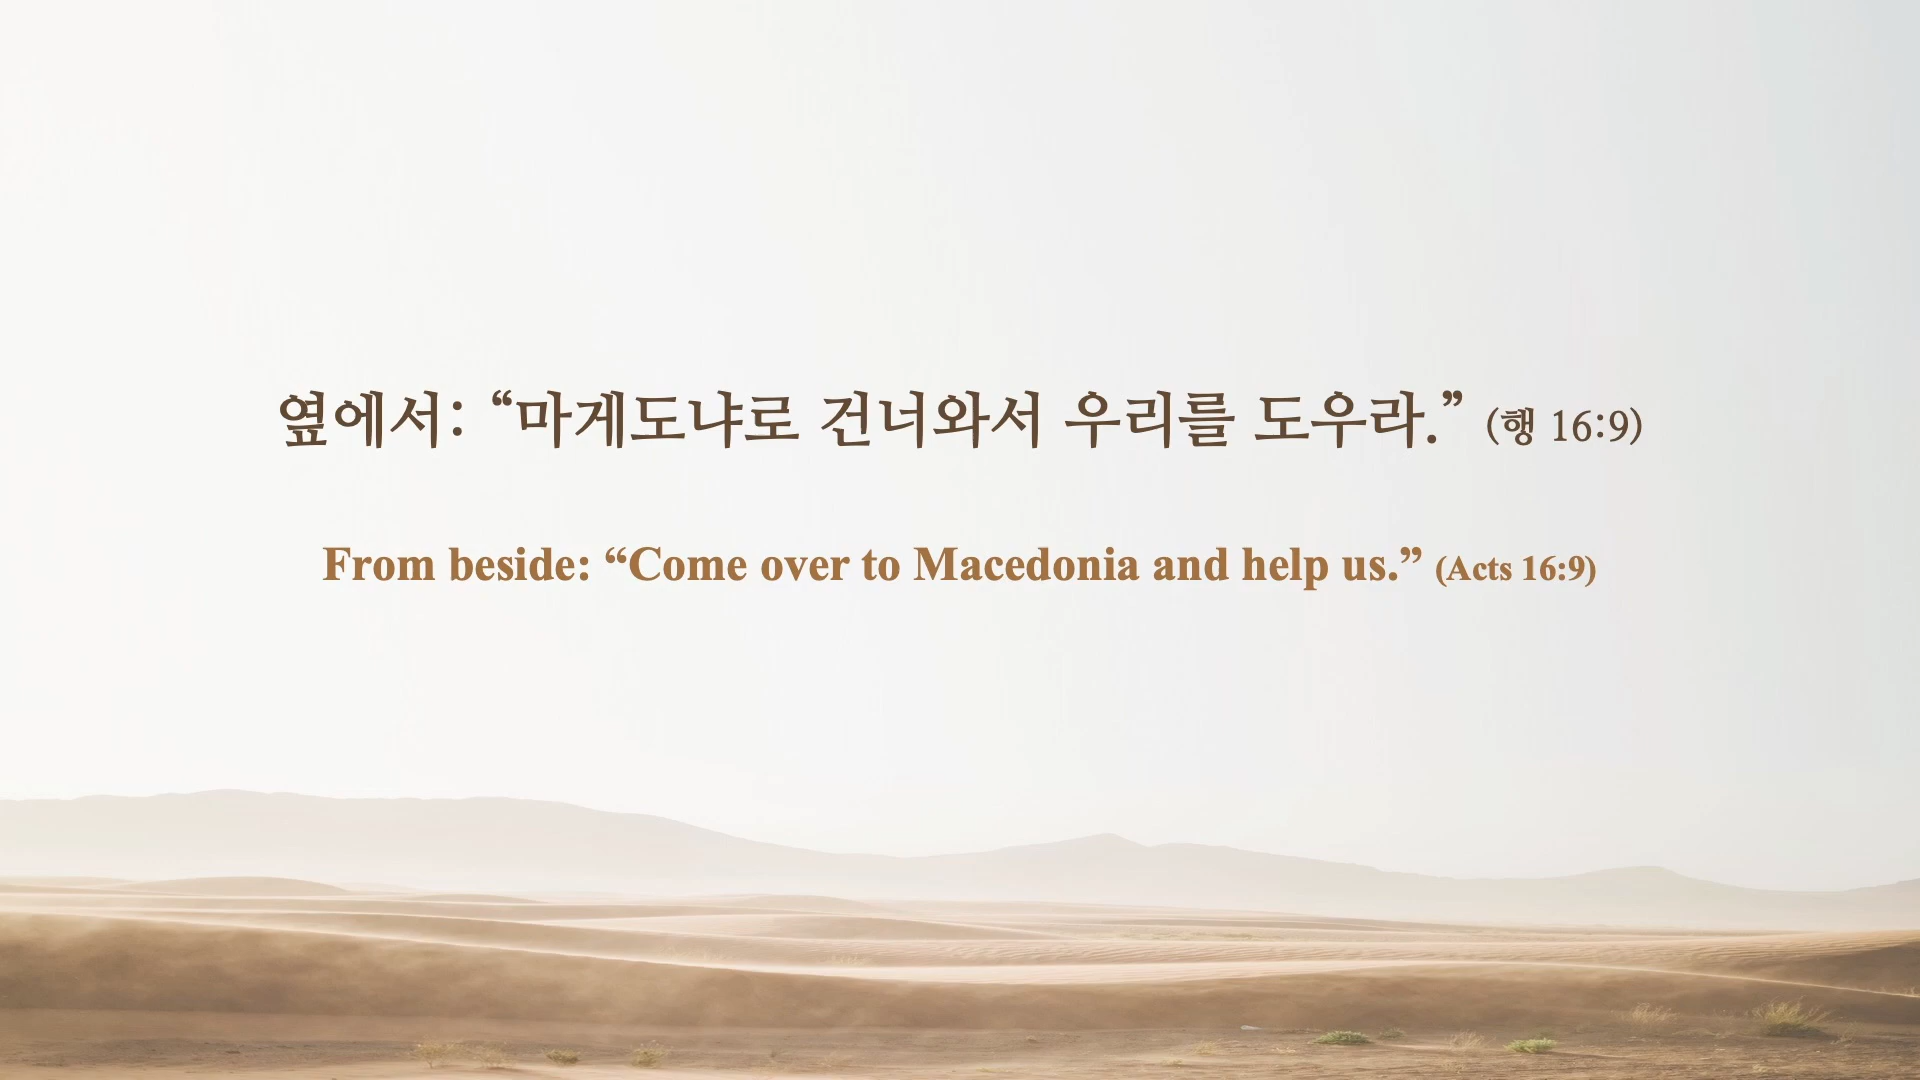 옆에서: “마게도냐로 건너와서 우리를 도우라.” (행 16:9)
From beside: “Come over to Macedonia and help us.” (Acts 16:9)